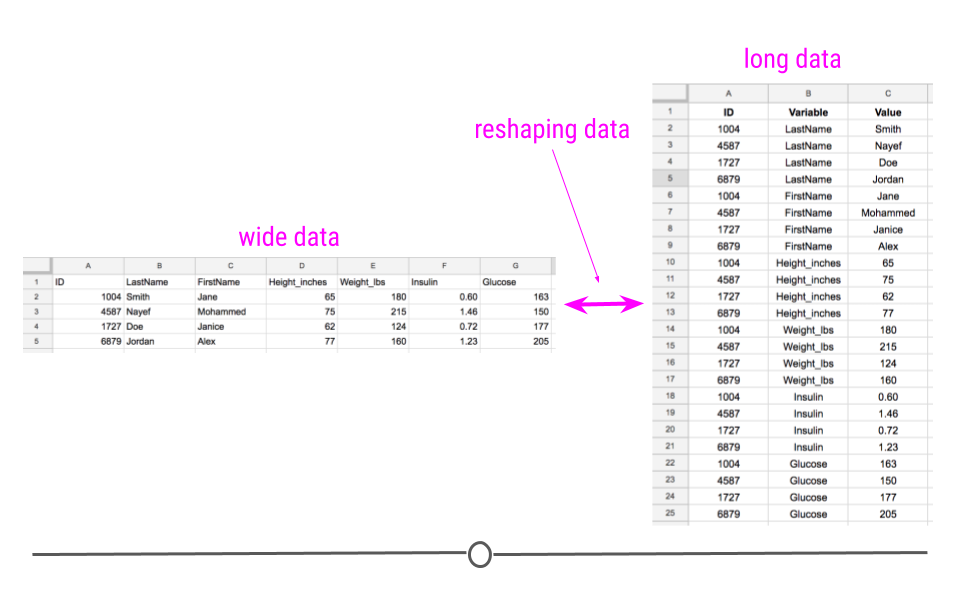 long data
reshaping data
wide data
A B C D E F G
1 ID LastName FirstName Height_inches Weight_lbs Insulin Glucose
2 1004 Smith Jane 65 180 0.60 163
3 4587 Nayef Mohammed 75 215 1.46 150
4 1727 Doe Janice 62 124 0.72 177
5 6879 Jordan Alex 77 160 1.23 205
A B C
1 ID Variable Value
2 1004 LastName Smith
3 4587 LastName Nayef
4 1727 LastName Doe
5 6879 LastName Jordan
6 1004 FirstName Jane
7 4587 FirstName Mohammed
8 1727 FirstName Janice
9 6879 FirstName Alex
10 1004 Height_inches 65
11 4587 Height_inches 75
12 1727 Height_inches 62
13 6879 Height_inches 77
14 1004 Weight_lbs 180
15 4587 Weight_lbs 215
16 1727 Weight_lbs 124
17 6879 Weight_lbs 160
18 1004 Insulin 0.60
19 4587 Insulin 1.46
20 1727 Insulin 0.72
21 6879 Insulin 1.23
22 1004 Glucose 163
23 4587 Glucose 150
24 1727 Glucose 177
25 6879 Glucose 205